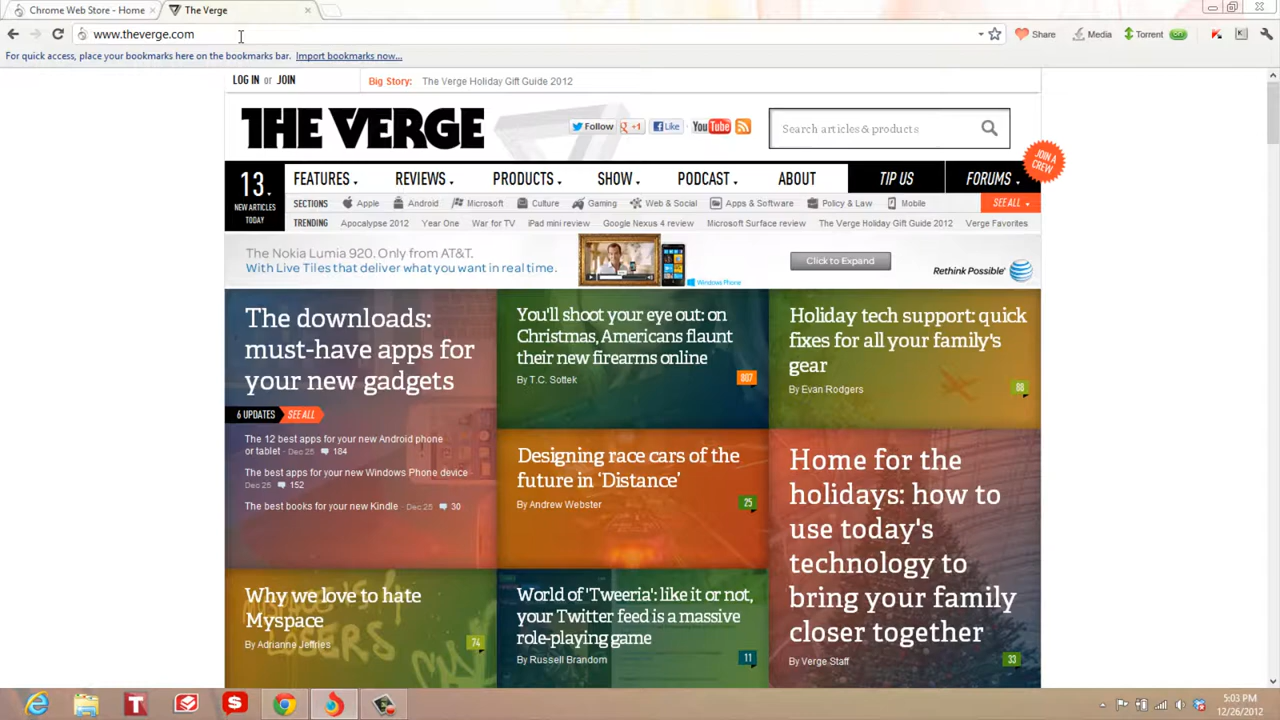 Chrome Web Store - Home
The Verge
www.theverge.com
Share
Media
Torrent
For quick access, place your bookmarks here on the bookmarks bar. Import bookmarks now...
LOG IN or JOIN
Big Story: The Verge Holiday Gift Guide 2012
THE VERGE
Follow
+1
Like
YouTube
Search articles & products
JOIN A CREW
13
NEW ARTICLES TODAY
FEATURES
REVIEWS
PRODUCTS
SHOW
PODCAST
ABOUT
TIP US
FORUMS
SECTIONS Apple Android Microsoft Culture Gaming Web & Social Apps & Software Policy & Law Mobile SEE ALL
TRENDING Apocalypse 2012 Year One War for TV iPad mini review Google Nexus 4 review Microsoft Surface review The Verge Holiday Gift Guide 2012 Verge Favorites
The Nokia Lumia 920. Only from AT&T.
With Live Tiles that deliver what you want in real time.
Windows Phone
Click to Expand
Rethink Possible
The downloads:
must-have apps for
your new gadgets
6 UPDATES SEE ALL
The 12 best apps for your new Android phone
or tablet - Dec 25 184
The best apps for your new Windows Phone device
Dec 25 152
The best books for your new Kindle - Dec 25 30
You'll shoot your eye out: on
Christmas, Americans flaunt
their new firearms online
By T.C. Sottek
807
Holiday tech support: quick
fixes for all your family's
gear
By Evan Rodgers
88
Designing race cars of the
future in 'Distance'
By Andrew Webster
25
Home for the
holidays: how to
use today's
technology to
bring your family
closer together
By Verge Staff
33
Why we love to hate
Myspace
By Adrianne Jeffries
74
World of 'Tweeria': like it or not,
your Twitter feed is a massive
role-playing game
By Russell Brandom
11
5:03 PM
12/26/2012